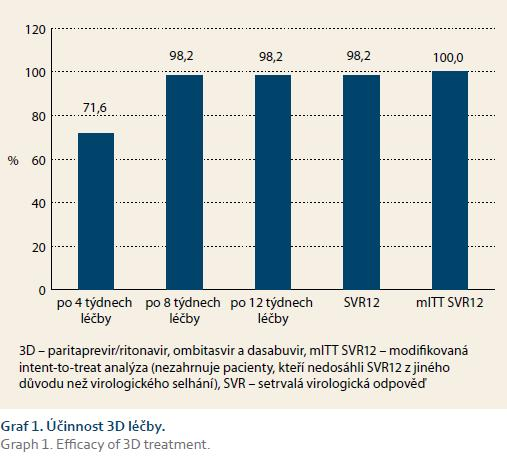 120
100
80
60
40
20
0
%
71,6
98,2
98,2
98,2
100,0
po 4 týdnech léčby
po 8 týdnech léčby
po 12 týdnech léčby
SVR12
mITT SVR12
3D – paritaprevir/ritonavir, ombitasvir a dasabuvir, mITT SVR12 – modifikovaná
intent-to-treat analýza (nezahrnuje pacienty, kteří nedosáhli SVR12 z jiného
důvodu než virologického selhání), SVR – setrvalá virologická odpověď
Graf 1. Účinnost 3D léčby.
Graph 1. Efficacy of 3D treatment.